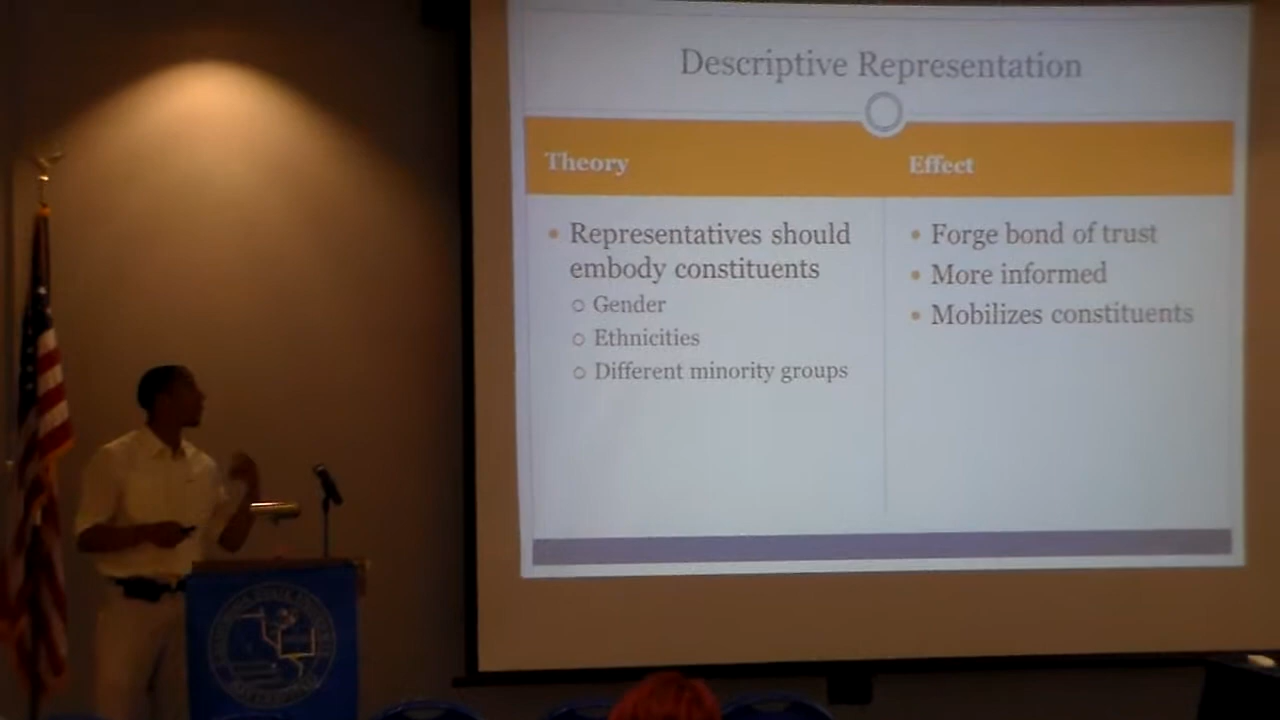 Descriptive Representation
Theory
Effect
Representatives should
embody constituents
Gender
Ethnicities
Different minority groups
Forge bond of trust
More informed
Mobilizes constituents